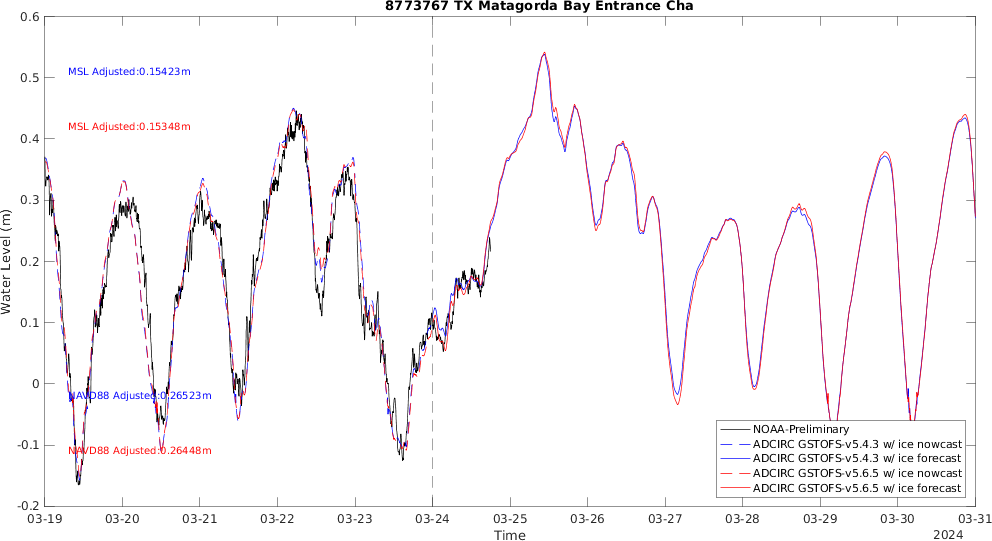 8773767 TX Matagorda Bay Entrance Cha
0.6
0.5
0.4
0.3
0.2
0.1
0
-0.1
-0.2
Water Level (m)
MSL Adjusted:0.15423m
MSL Adjusted:0.15348m
NAVD88 Adjusted:0.26523m
NAVD88 Adjusted:0.26448m
NOAA-Preliminary
ADCIRC GSTOFS-v5.4.3 w/ ice nowcast
ADCIRC GSTOFS-v5.4.3 w/ ice forecast
ADCIRC GSTOFS-v5.6.5 w/ ice nowcast
ADCIRC GSTOFS-v5.6.5 w/ ice forecast
03-19 03-20 03-21 03-22 03-23 03-24 03-25 03-26 03-27 03-28 03-29 03-30 03-31
Time
2024